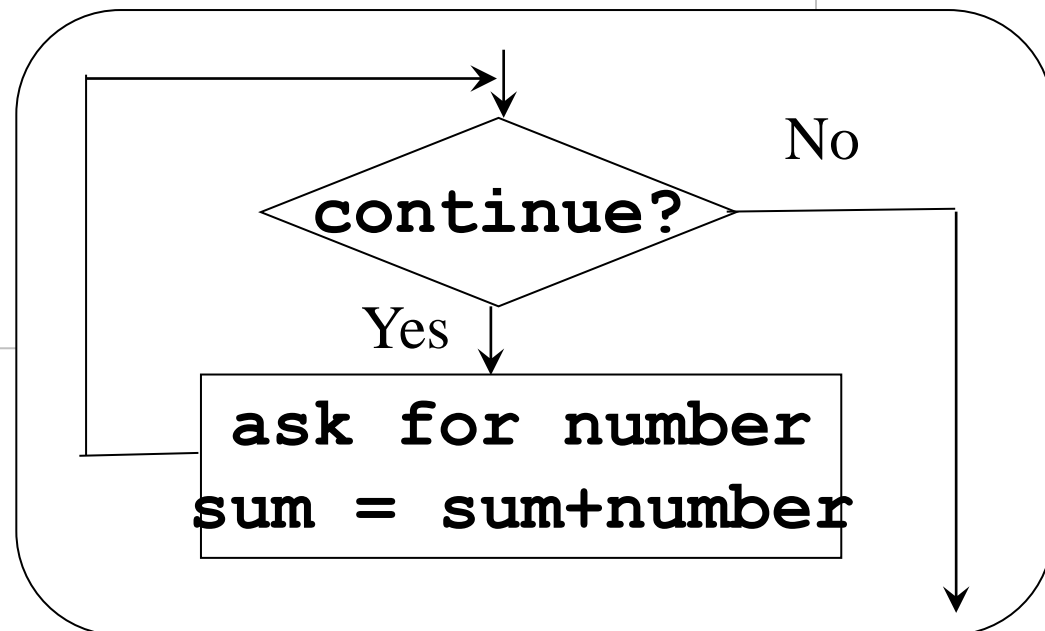 No
continue?
Yes
ask for number
sum = sum+number